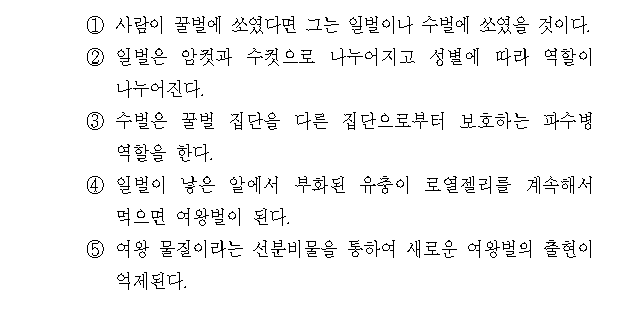 ① 사람이 꿀벌에 쏘였다면 그는 일벌이나 수벌에 쏘였을 것이다.
② 일벌은 암컷과 수컷으로 나누어지고 성별에 따라 역할이
나누어진다.
③ 수벌은 꿀벌 집단을 다른 집단으로부터 보호하는 파수병
역할을 한다.
④ 일벌이 낳은 알에서 부화된 유충이 로열젤리를 계속해서
먹으면 여왕벌이 된다.
⑤ 여왕 물질이라는 선분비물을 통하여 새로운 여왕벌의 출현이
억제된다.